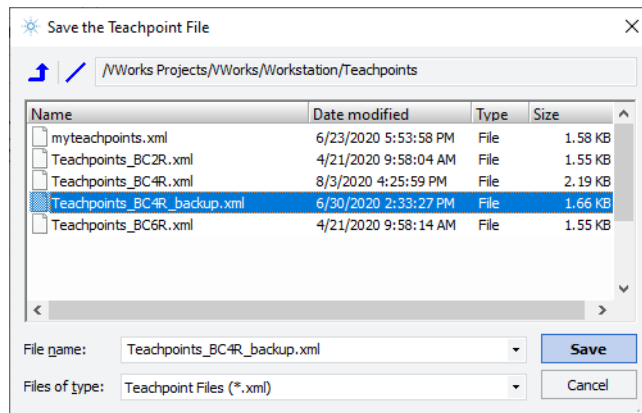 Save the Teachpoint File
/VWorks Projects/VWorks/Workstation/Teachpoints
Name Date modified Type Size
myteachpoints.xml 6/23/2020 5:53:58 PM File 1.58 KB
Teachpoints_BC2R.xml 4/21/2020 9:58:04 AM File 1.55 KB
Teachpoints_BC4R.xml 8/3/2020 4:25:59 PM File 2.19 KB
Teachpoints_BC4R_backup.xml 6/30/2020 2:33:27 PM File 1.66 KB
Teachpoints_BC6R.xml 4/21/2020 9:58:14 AM File 1.55 KB
File name: Teachpoints_BC4R_backup.xml Save
Files of type: Teachpoint Files (*.xml) Cancel